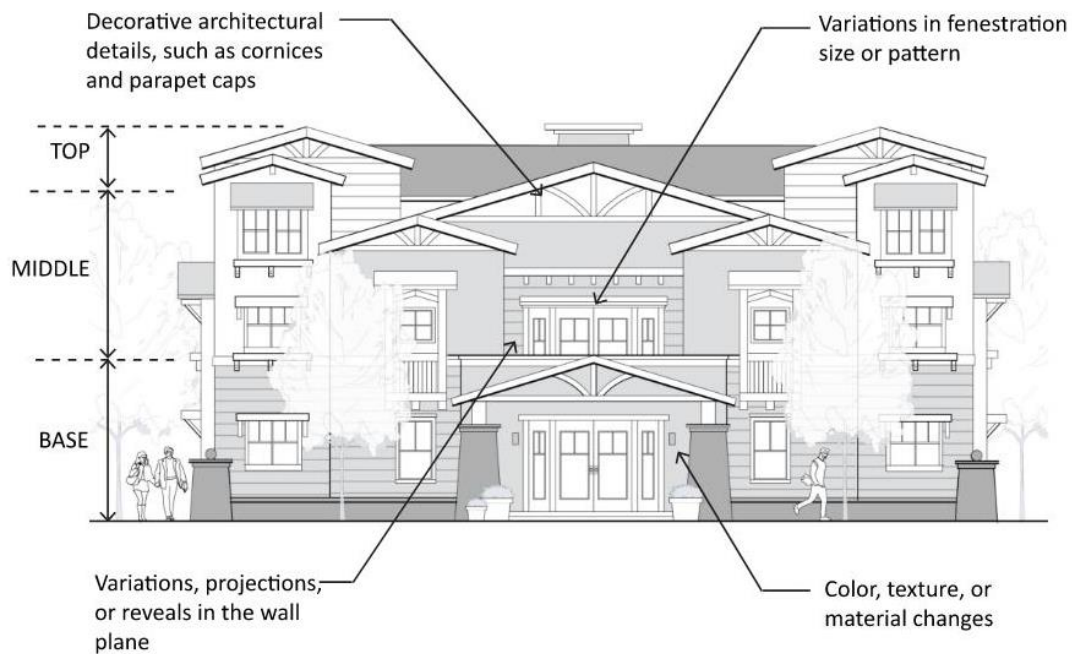 Decorative architectural
details, such as cornices
and parapet caps
Variations in fenestration
size or pattern
TOP
MIDDLE
BASE
Variations, projections,
or reveals in the wall
plane
Color, texture, or
material changes